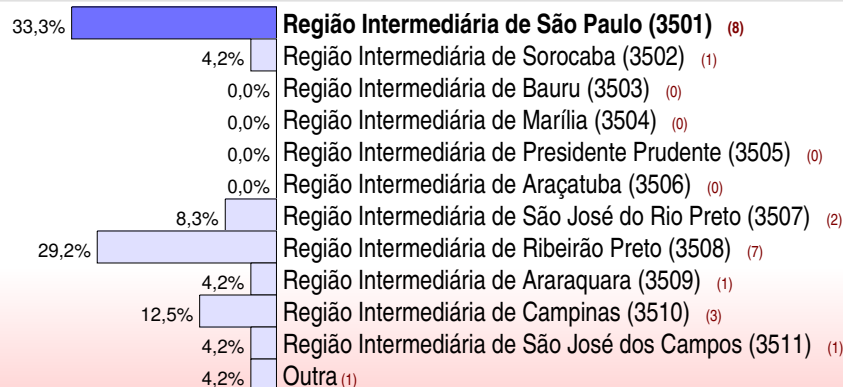 33,3% Região Intermediária de São Paulo (3501) (8)
4,2% Região Intermediária de Sorocaba (3502) (1)
0,0% Região Intermediária de Bauru (3503) (0)
0,0% Região Intermediária de Marília (3504) (0)
0,0% Região Intermediária de Presidente Prudente (3505) (0)
0,0% Região Intermediária de Araçatuba (3506) (0)
8,3% Região Intermediária de São José do Rio Preto (3507) (2)
29,2% Região Intermediária de Ribeirão Preto (3508) (7)
4,2% Região Intermediária de Araraquara (3509) (1)
12,5% Região Intermediária de Campinas (3510) (3)
4,2% Região Intermediária de São José dos Campos (3511) (1)
4,2% Outra (1)